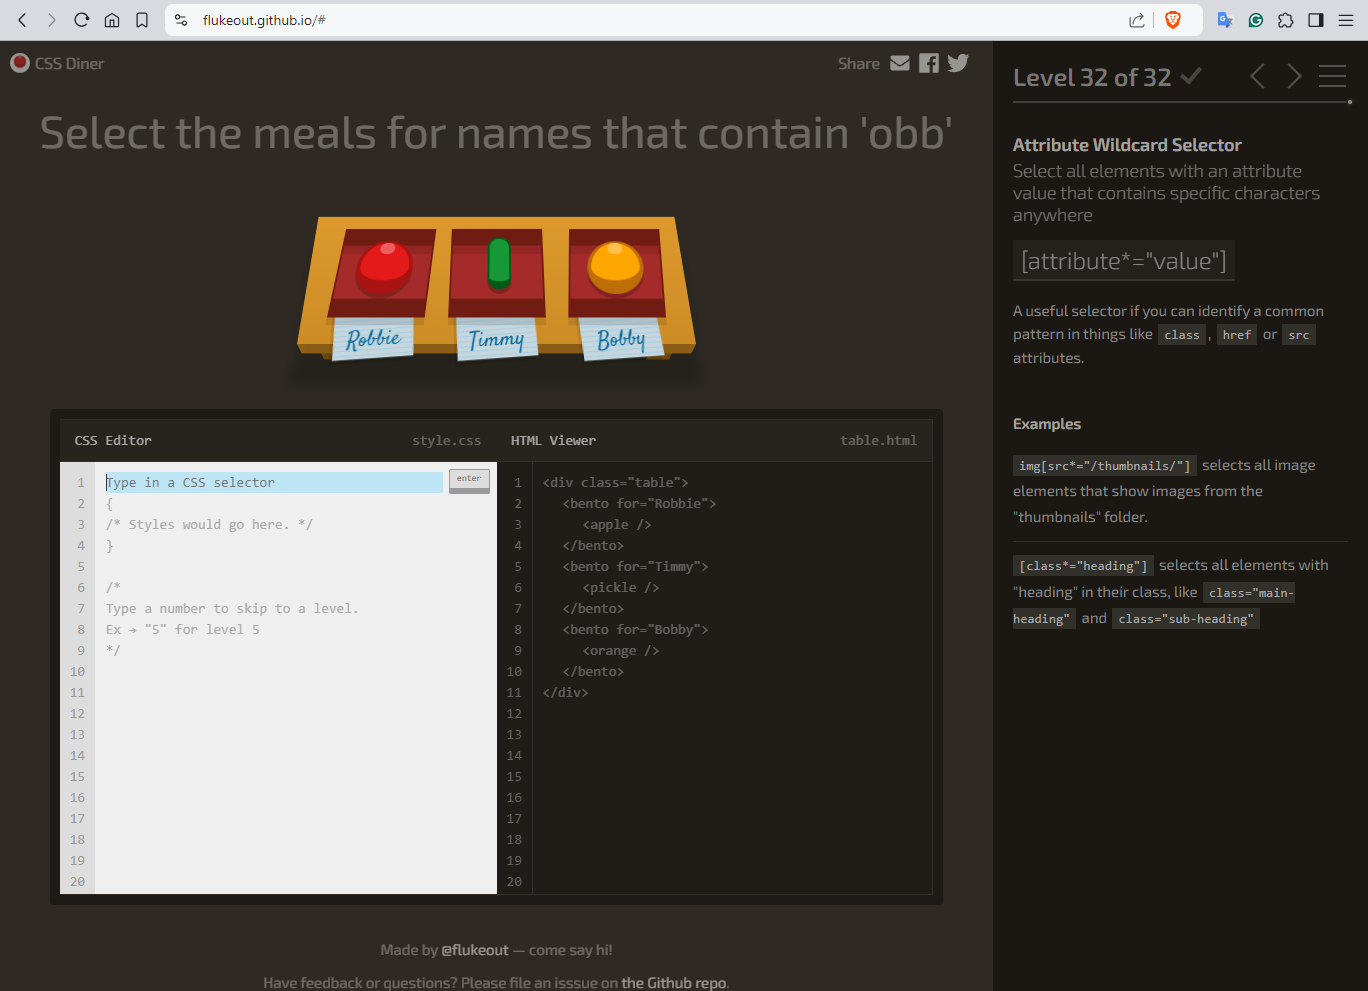 flukeout.github.io/#
CSS Diner
Share
Select the meals for names that contain 'obb'
Robbie
Timmy
Bobby
CSS Editor
style.css
1 Type in a CSS selector
enter
2 {
3 /* Styles would go here. */
4 }
5
6 /*
7 Type a number to skip to a level.
8 Ex → "5" for level 5
9 */
10
11
12
13
14
15
16
17
18
19
20
HTML Viewer
table.html
1 <div class="table">
2 <bento for="Robbie">
3 <apple />
4 </bento>
5 <bento for="Timmy">
6 <pickle />
7 </bento>
8 <bento for="Bobby">
9 <orange />
10 </bento>
11 </div>
12
13
14
15
16
17
18
19
20
Made by @flukeout — come say hi!
Have feedback or questions? Please file an isssue on the Github repo.
Level 32 of 32
Attribute Wildcard Selector
Select all elements with an attribute
value that contains specific characters
anywhere
[attribute*="value"]
A useful selector if you can identify a common
pattern in things like class , href or src
attributes.
Examples
img[src*="/thumbnails/"] selects all image
elements that show images from the
"thumbnails" folder.
[class*="heading"] selects all elements with
"heading" in their class, like class="main-
heading" and class="sub-heading"